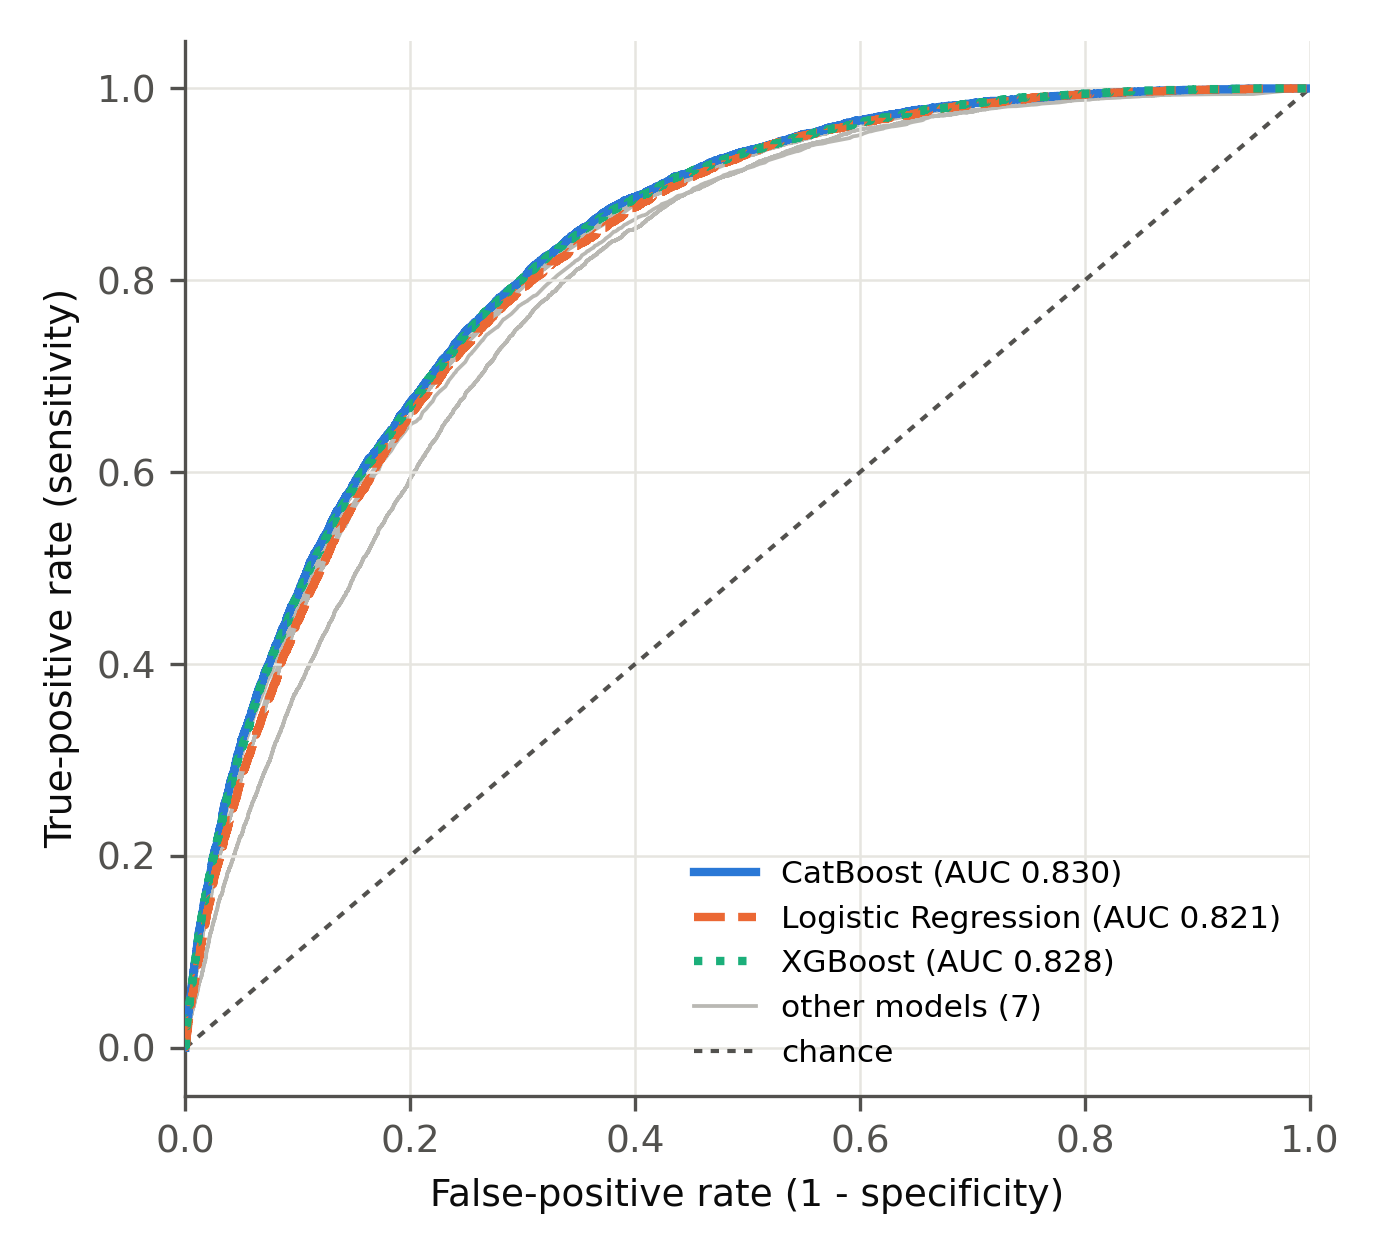 1.0
0.8
0.6
0.4
0.2
0.0
True-positive rate (sensitivity)
CatBoost (AUC 0.830)
Logistic Regression (AUC 0.821)
XGBoost (AUC 0.828)
other models (7)
chance
0.0 0.2 0.4 0.6 0.8 1.0
False-positive rate (1 - specificity)